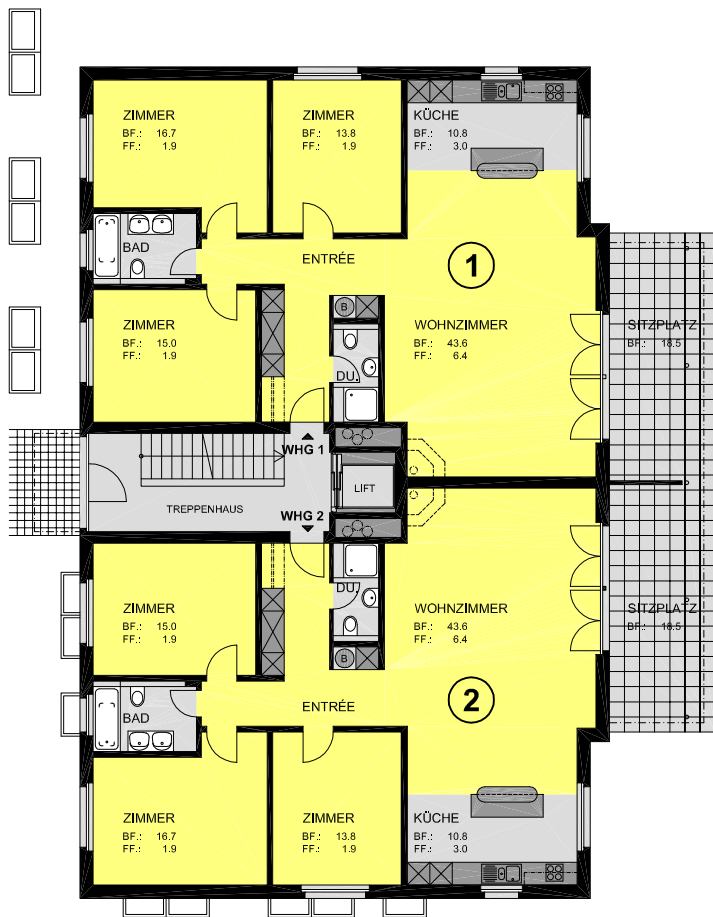 ZIMMER
BF.: 16.7
FF.: 1.9
ZIMMER
BF.: 13.8
FF.: 1.9
KÜCHE
BF.: 10.8
FF.: 3.0
BAD
ENTRÉE
1
ZIMMER
BF.: 15.0
FF.: 1.9
B
WOHNZIMMER
BF.: 43.6
FF.: 6.4
SITZPLATZ
BF.: 18.5
DU.
WHG 1
LIFT
TREPPENHAUS
WHG 2
DU.
ZIMMER
BF.: 15.0
FF.: 1.9
WOHNZIMMER
BF.: 43.6
FF.: 6.4
SITZPLATZ
BF.: 18.5
B
BAD
ENTRÉE
2
ZIMMER
BF.: 16.7
FF.: 1.9
ZIMMER
BF.: 13.8
FF.: 1.9
KÜCHE
BF.: 10.8
FF.: 3.0